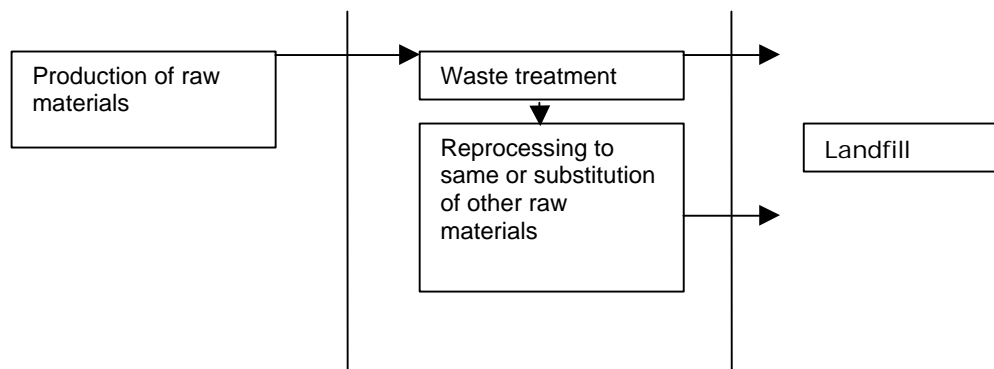 Production of raw
materials
Waste treatment
Reprocessing to
same or substitution
of other raw
materials
Landfill